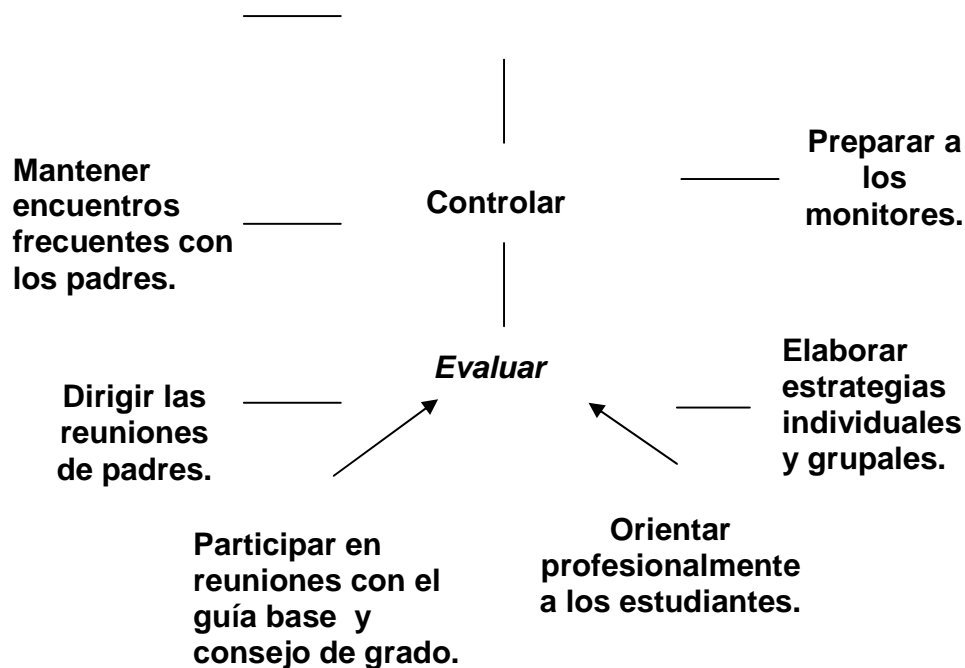 Mantener
encuentros
frecuentes con
los padres.
Controlar
Preparar a
los
monitores.
Evaluar
Dirigir las
reuniones
de padres.
Elaborar
estrategias
individuales
y grupales.
Participar en
reuniones con el
guía base y
consejo de grado.
Orientar
profesionalmente
a los estudiantes.